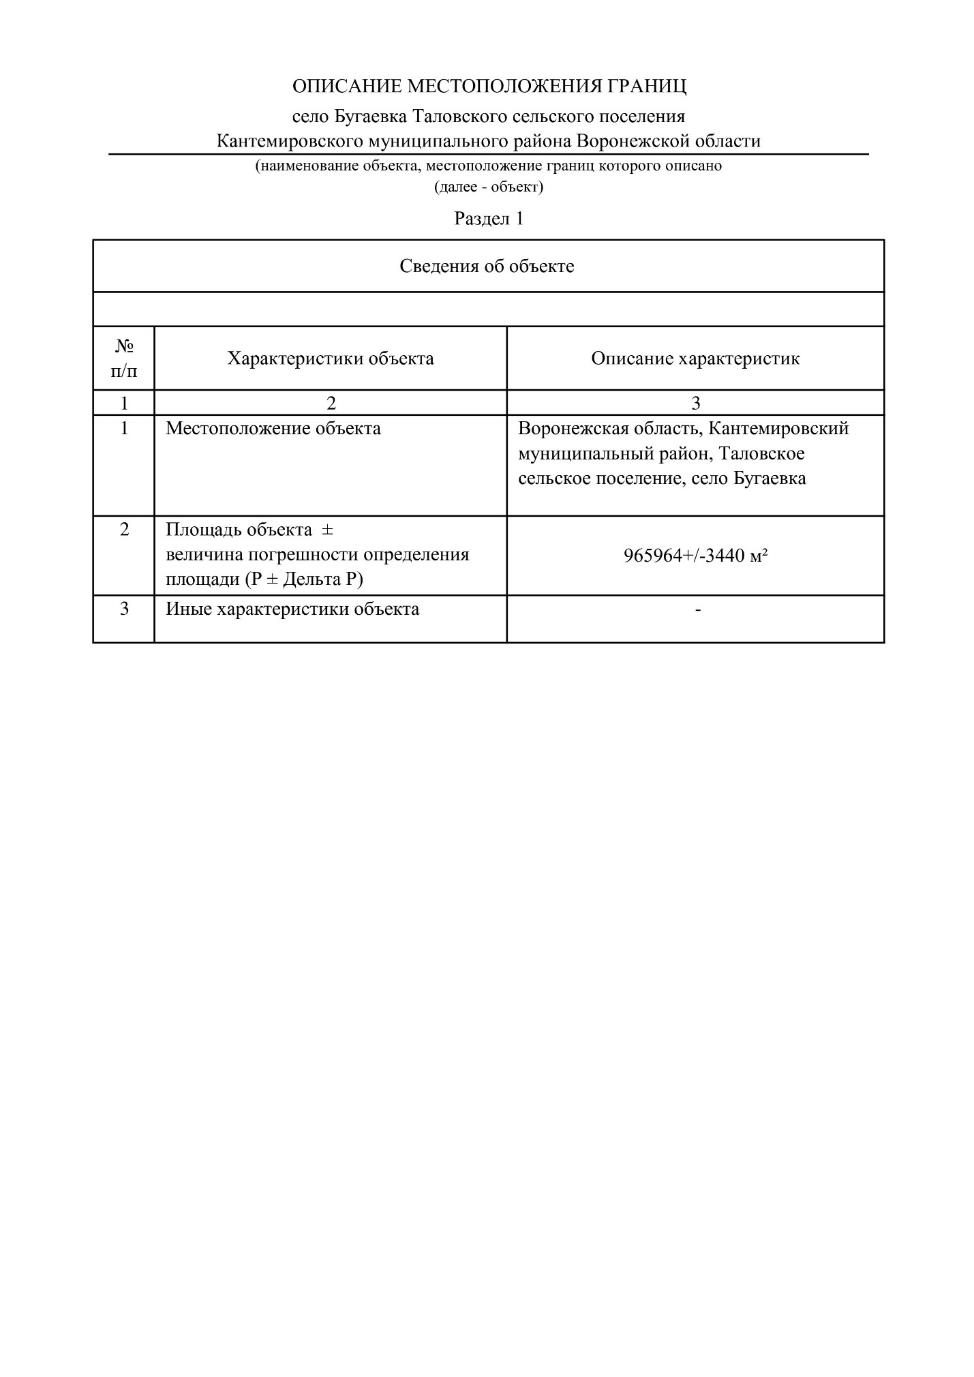 ОПИСАНИЕ МЕСТОПОЛОЖЕНИЯ ГРАНИЦ
село Бугаевка Таловского сельского поселения
Кантемировского муниципального района Воронежской области
(наименование объекта, местоположение границ которого описано
(далее - объект)
Раздел 1
Сведения об объекте
№
п/п
Характеристики объекта
Описание характеристик
1
2
3
1
Местоположение объекта
Воронежская область, Кантемировский
муниципальный район, Таловское
сельское поселение, село Бугаевка
2
Площадь объекта ±
величина погрешности определения
площади (P ± Дельта P)
965964+/-3440 м²
3
Иные характеристики объекта
-